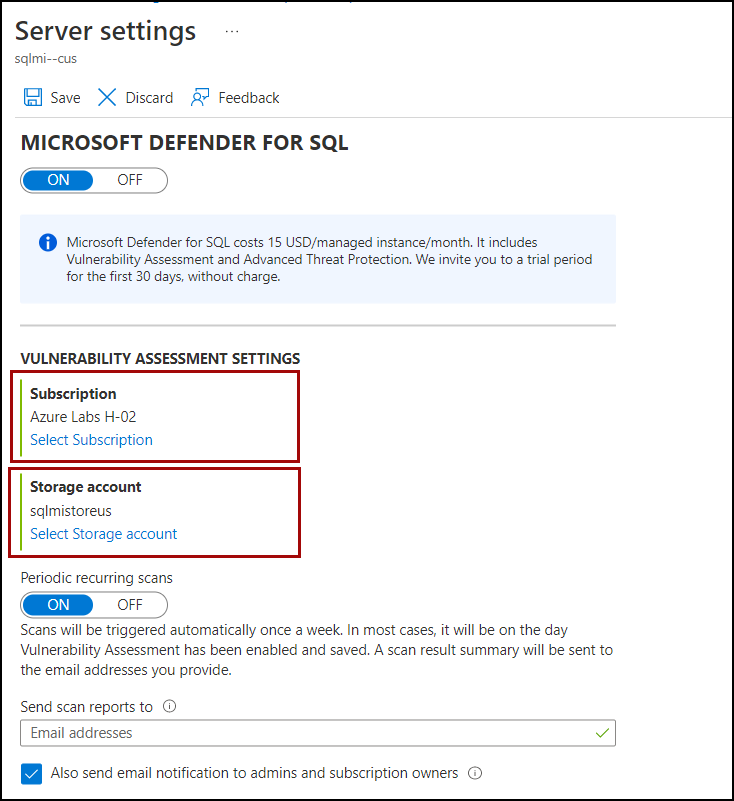 Server settings ...
sqlmi--cus
Save Discard Feedback
MICROSOFT DEFENDER FOR SQL
ON OFF
Microsoft Defender for SQL costs 15 USD/managed instance/month. It includes
Vulnerability Assessment and Advanced Threat Protection. We invite you to a trial period
for the first 30 days, without charge.
VULNERABILITY ASSESSMENT SETTINGS
Subscription
Azure Labs H-02
Select Subscription
Storage account
sqlmistoreus
Select Storage account
Periodic recurring scans
ON OFF
Scans will be triggered automatically once a week. In most cases, it will be on the day
Vulnerability Assessment has been enabled and saved. A scan result summary will be sent to
the email addresses you provide.
Send scan reports to
Email addresses
Also send email notification to admins and subscription owners